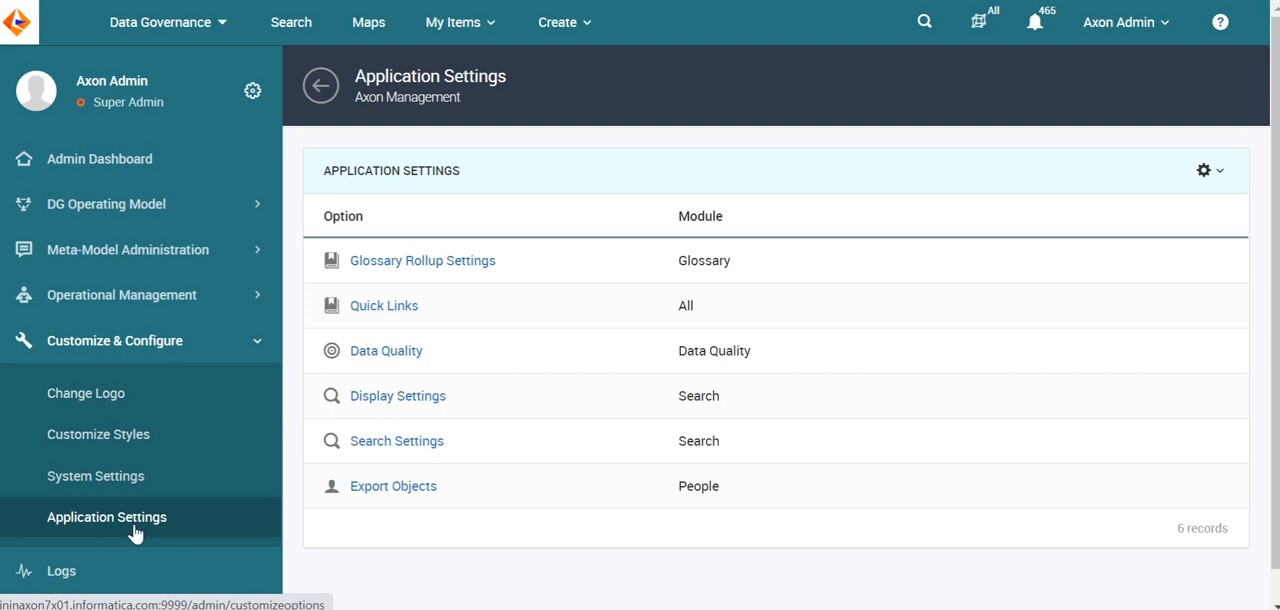 Data Governance Search Maps My Items Create All 465 Axon Admin ?
Axon Admin
Super Admin
Application Settings
Axon Management
Admin Dashboard
DG Operating Model
Meta-Model Administration
Operational Management
Customize & Configure
Change Logo
Customize Styles
System Settings
Application Settings
Logs
APPLICATION SETTINGS
Option Module
Glossary Rollup Settings Glossary
Quick Links All
Data Quality Data Quality
Display Settings Search
Search Settings Search
Export Objects People
6 records
ininaxon7x01.informatica.com:9999/admin/customizeoptions